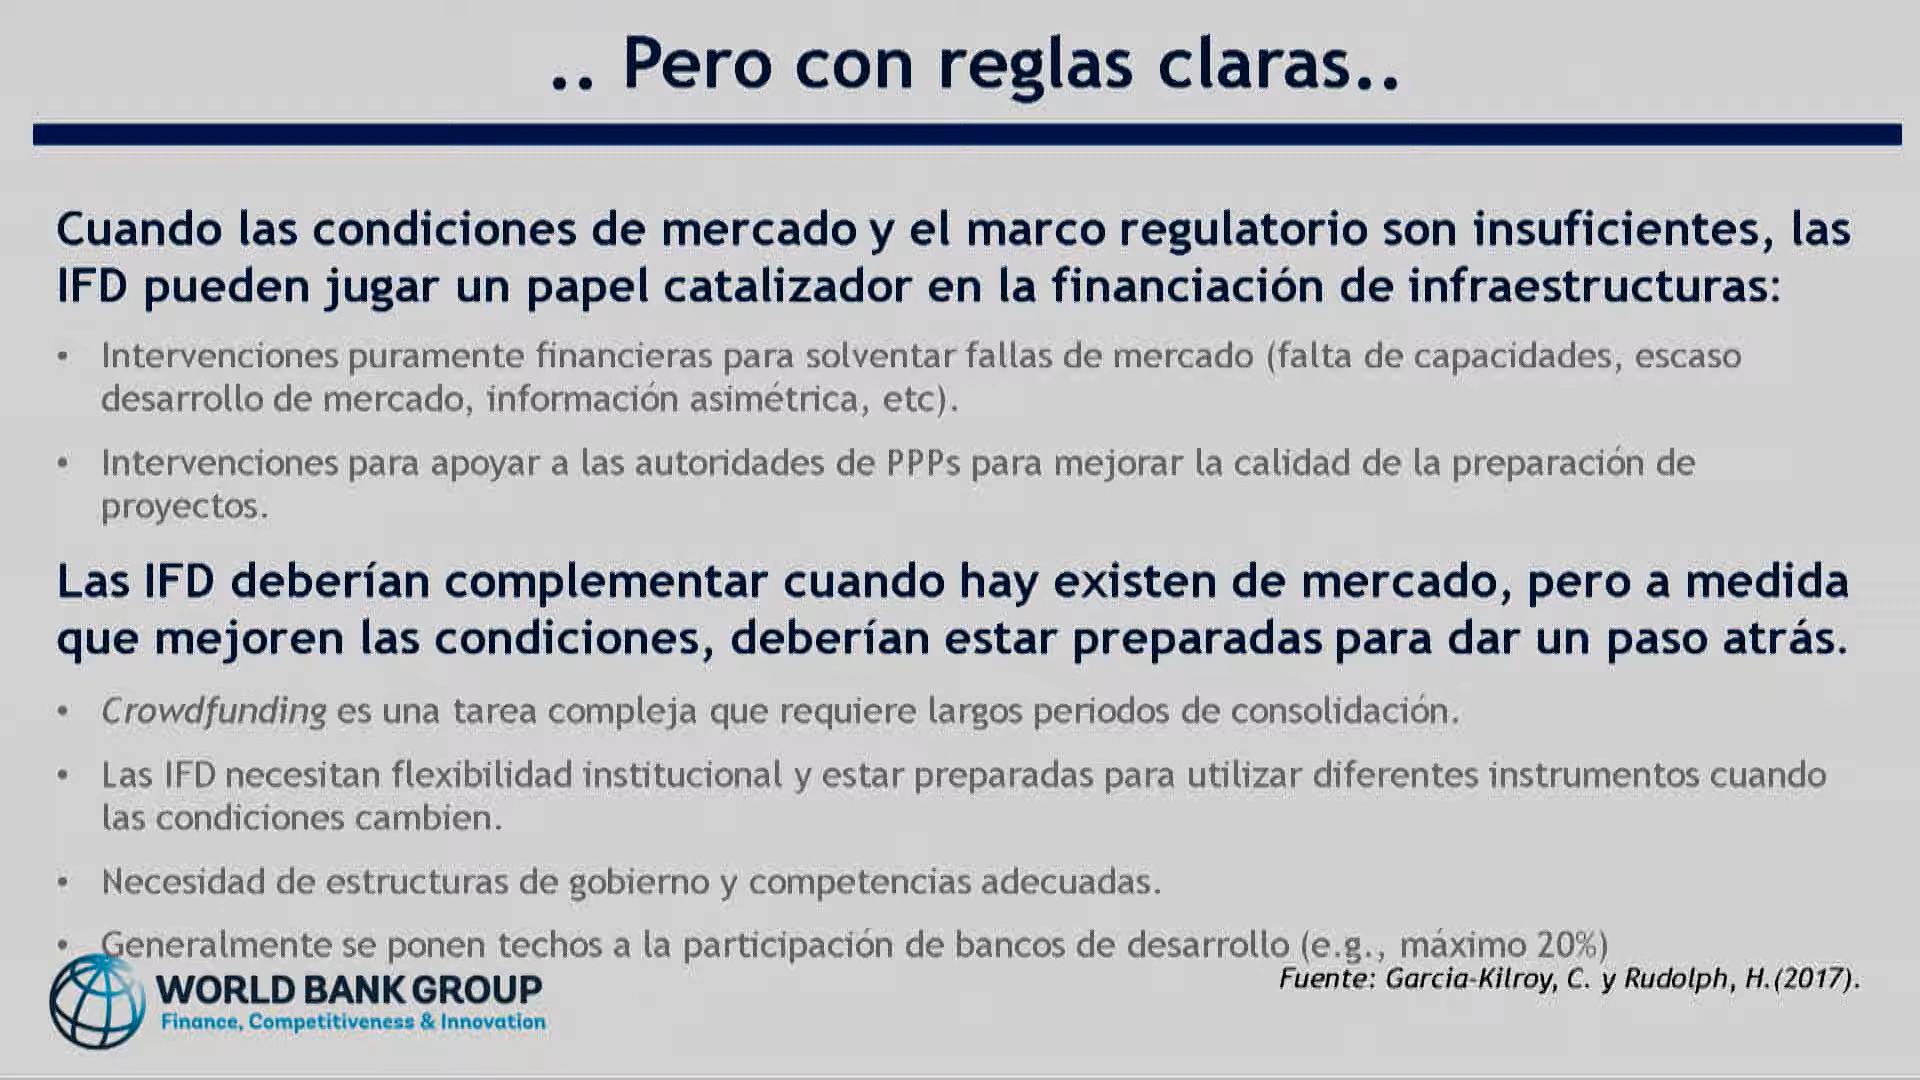 .. Pero con reglas claras..
Cuando las condiciones de mercado y el marco regulatorio son insuficientes, las
IFD pueden jugar un papel catalizador en la financiación de infraestructuras:
• Intervenciones puramente financieras para solventar fallas de mercado (falta de capacidades, escaso
desarrollo de mercado, información asimétrica, etc).
• Intervenciones para apoyar a las autoridades de PPPs para mejorar la calidad de la preparación de
proyectos.
Las IFD deberían complementar cuando hay existen de mercado, pero a medida
que mejoren las condiciones, deberían estar preparadas para dar un paso atrás.
• Crowdfunding es una tarea compleja que requiere largos periodos de consolidación.
• Las IFD necesitan flexibilidad institucional y estar preparadas para utilizar diferentes instrumentos cuando
las condiciones cambien.
• Necesidad de estructuras de gobierno y competencias adecuadas.
• Generalmente se ponen techos a la participación de bancos de desarrollo (e.g., máximo 20%)
Fuente: Garcia-Kilroy, C. y Rudolph, H.(2017).
WORLD BANK GROUP
Finance, Competitiveness & Innovation